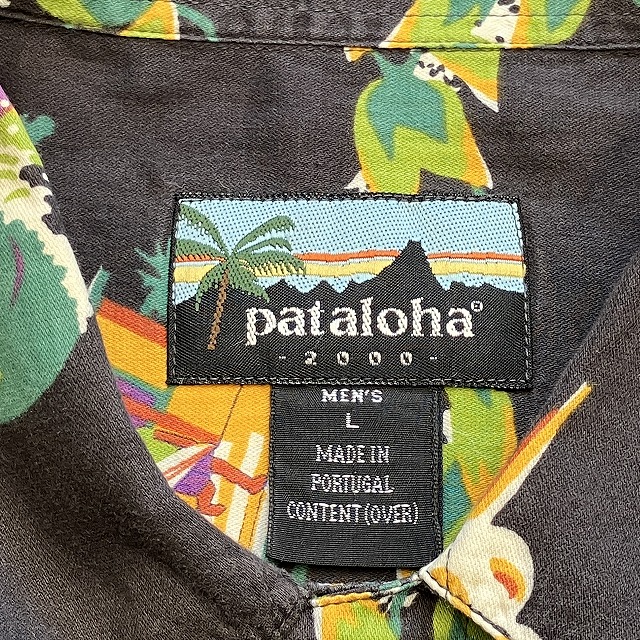 pataloha®
- 2000 -
MEN'S
L
MADE IN
PORTUGAL
CONTENT (OVER)